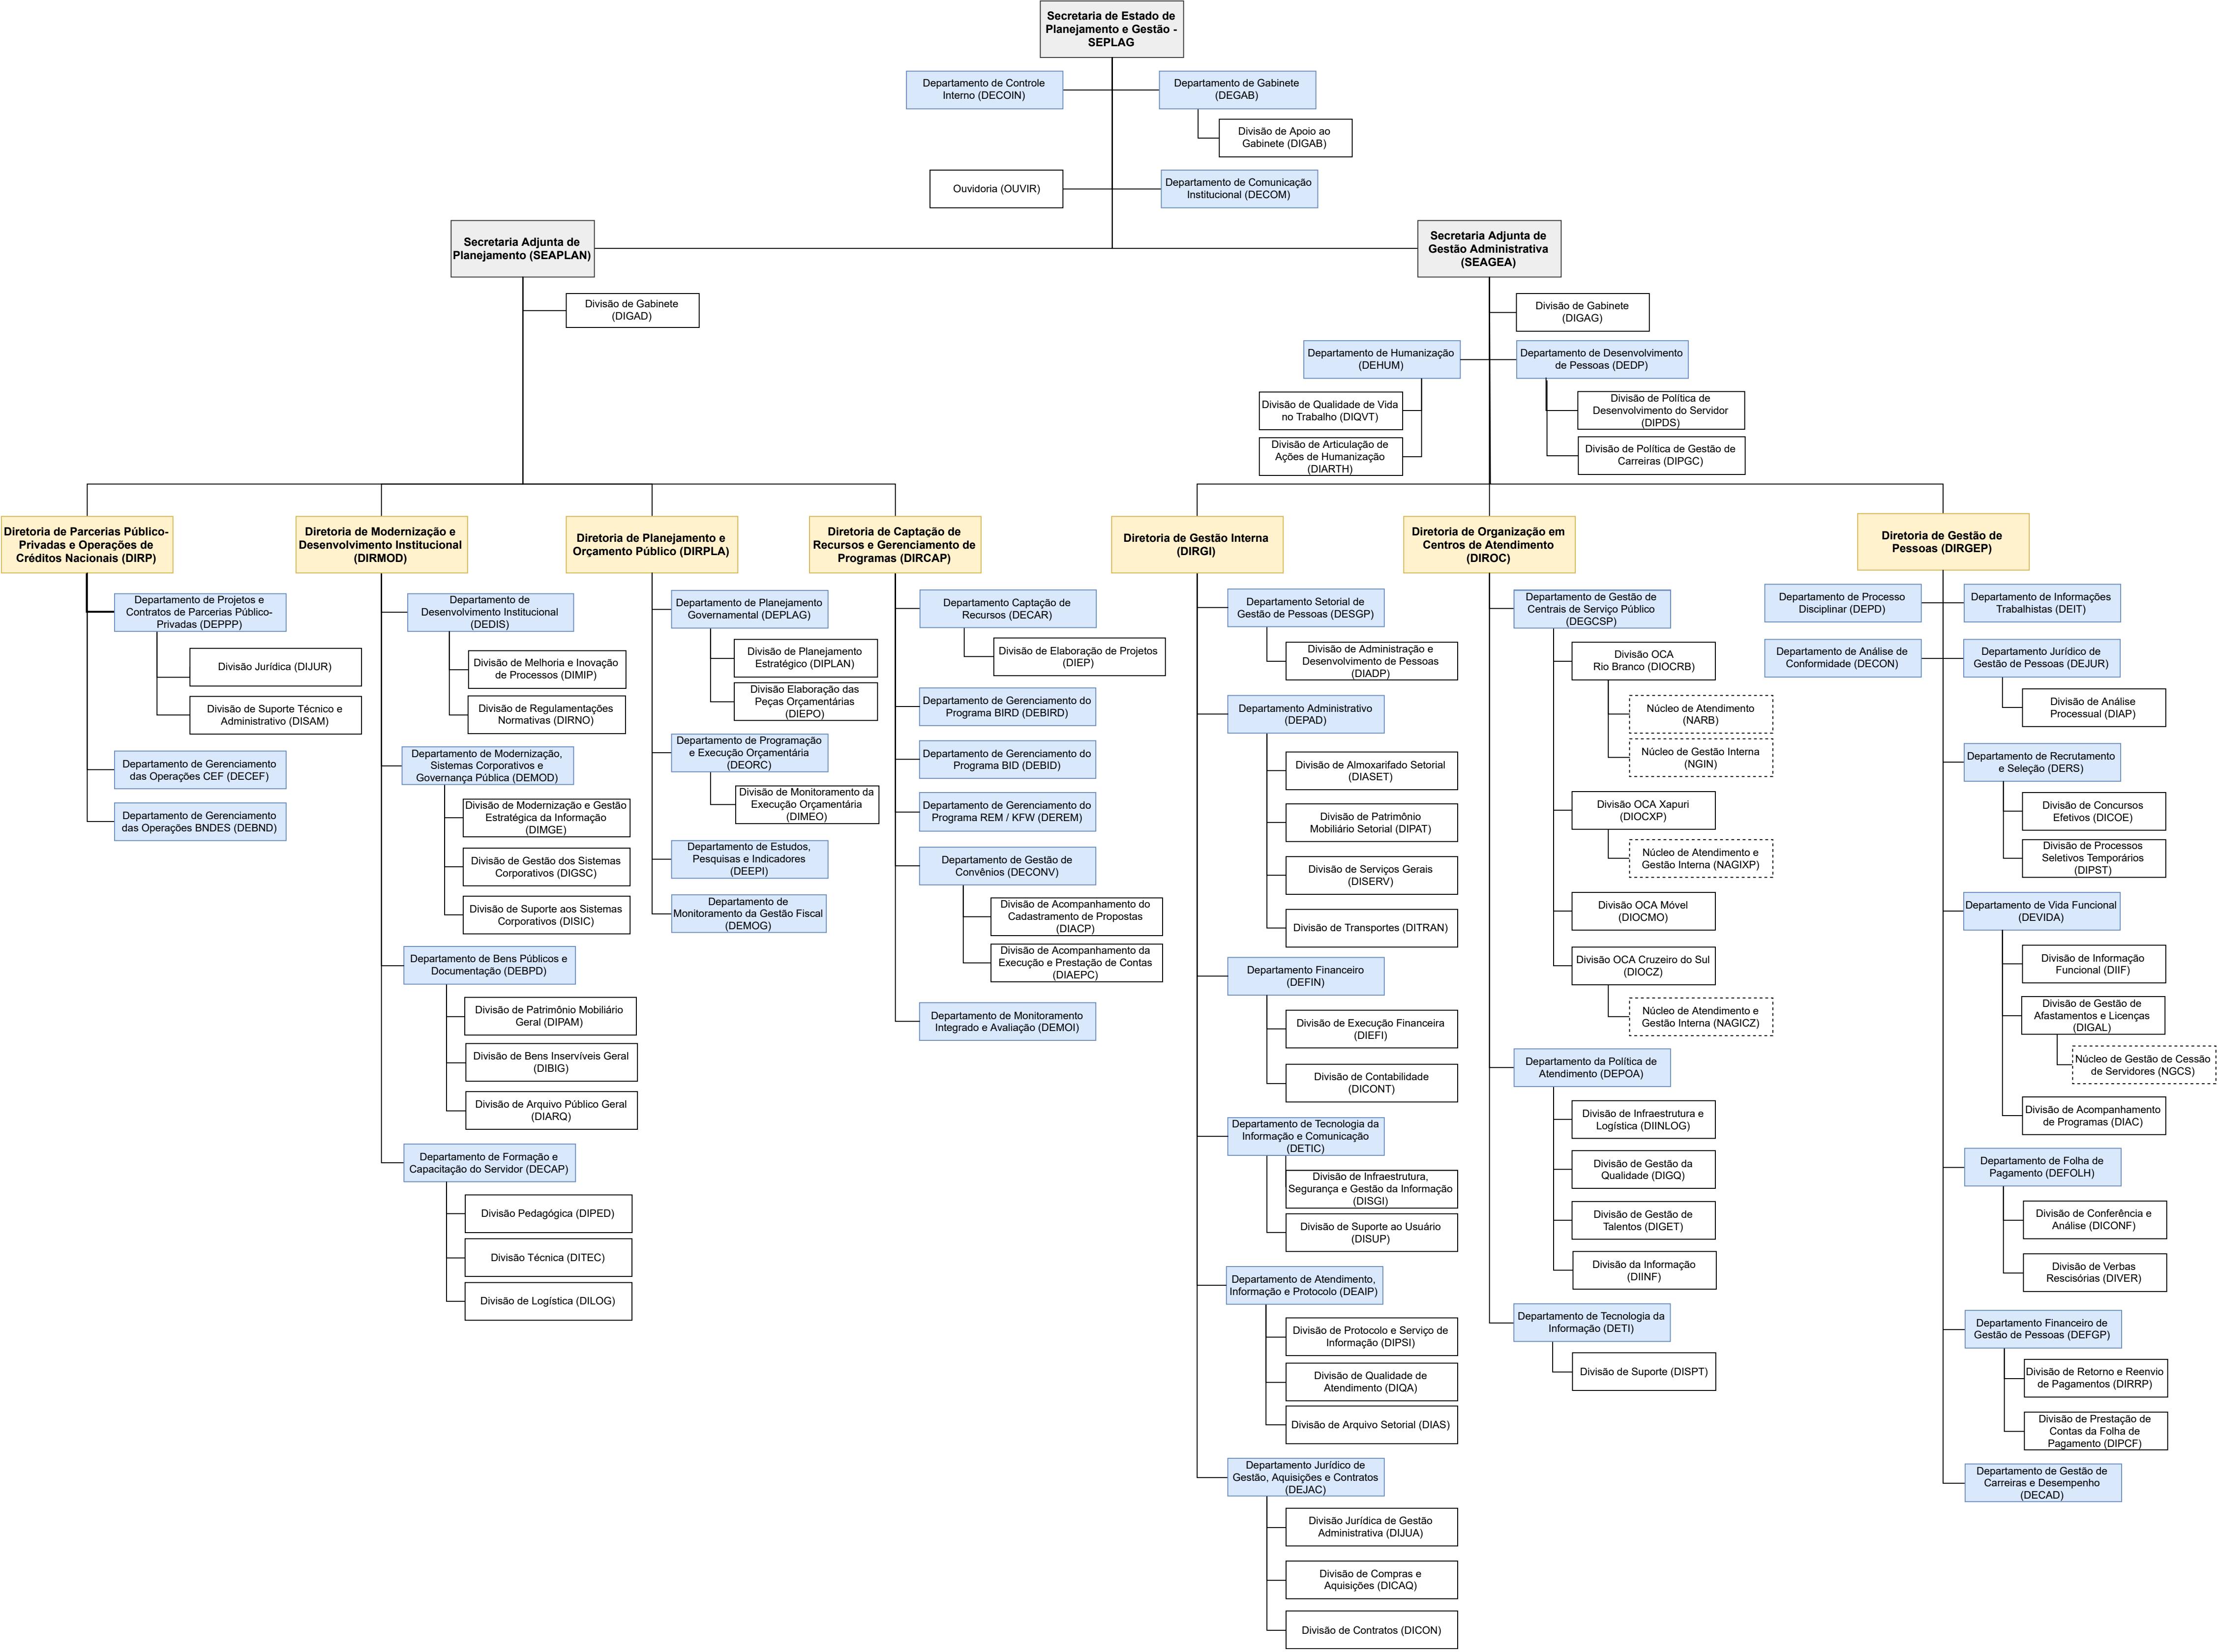 Secretaria de Estado de
Planejamento e Gestão -
SEPLAG
Departamento de Controle
Interno (DECOIN)
Departamento de Gabinete
(DEGAB)
Divisão de Apoio ao
Gabinete (DIGAB)
Ouvidoria (OUVIR)
Departamento de Comunicação
Institucional (DECOM)
Secretaria Adjunta de
Planejamento (SEAPLAN)
Divisão de Gabinete
(DIGAD)
Secretaria Adjunta de
Gestão Administrativa
(SEAGEA)
Divisão de Gabinete
(DIGAG)
Departamento de Humanização
(DEHUM)
Divisão de Qualidade de Vida
no Trabalho (DIQVT)
Divisão de Articulação de
Ações de Humanização
(DIARTH)
Departamento de Desenvolvimento
de Pessoas (DEDP)
Divisão de Política de
Desenvolvimento do Servidor
(DIPDS)
Divisão de Política de Gestão de
Carreiras (DIPGC)
Diretoria de Parcerias Público-
Privadas e Operações de
Créditos Nacionais (DIRP)
Departamento de Projetos e
Contratos de Parcerias Público-
Privadas (DEPPP)
Divisão Jurídica (DIJUR)
Divisão de Suporte Técnico e
Administrativo (DISAM)
Departamento de Gerenciamento
das Operações CEF (DECEF)
Departamento de Gerenciamento
das Operações BNDES (DEBND)
Diretoria de Modernização e
Desenvolvimento Institucional
(DIRMOD)
Departamento de
Desenvolvimento Institucional
(DEDIS)
Divisão de Melhoria e Inovação
de Processos (DIMIP)
Divisão de Regulamentações
Normativas (DIRNO)
Departamento de Modernização,
Sistemas Corporativos e
Governança Pública (DEMOD)
Divisão de Modernização e Gestão
Estratégica da Informação
(DIMGE)
Divisão de Gestão dos Sistemas
Corporativos (DIGSC)
Divisão de Suporte aos Sistemas
Corporativos (DISIC)
Departamento de Bens Públicos e
Documentação (DEBPD)
Divisão de Patrimônio Mobiliário
Geral (DIPAM)
Divisão de Bens Inservíveis Geral
(DIBIG)
Divisão de Arquivo Público Geral
(DIARQ)
Departamento de Formação e
Capacitação do Servidor (DECAP)
Divisão Pedagógica (DIPED)
Divisão Técnica (DITEC)
Divisão de Logística (DILOG)
Diretoria de Planejamento e
Orçamento Público (DIRPLA)
Departamento de Planejamento
Governamental (DEPLAG)
Divisão de Planejamento
Estratégico (DIPLAN)
Divisão Elaboração das
Peças Orçamentárias
(DIEPO)
Departamento de Programação
e Execução Orçamentária
(DEORC)
Divisão de Monitoramento da
Execução Orçamentária
(DIMEO)
Departamento de Estudos,
Pesquisas e Indicadores
(DEEPI)
Departamento de
Monitoramento da Gestão Fiscal
(DEMOG)
Diretoria de Captação de
Recursos e Gerenciamento de
Programas (DIRCAP)
Departamento Captação de
Recursos (DECAR)
Divisão de Elaboração de Projetos
(DIEP)
Departamento de Gerenciamento do
Programa BIRD (DEBIRD)
Departamento de Gerenciamento do
Programa BID (DEBID)
Departamento de Gerenciamento do
Programa REM / KFW (DEREM)
Departamento de Gestão de
Convênios (DECONV)
Divisão de Acompanhamento do
Cadastramento de Propostas
(DIACP)
Divisão de Acompanhamento da
Execução e Prestação de Contas
(DIAEPC)
Departamento de Monitoramento
Integrado e Avaliação (DEMOI)
Diretoria de Gestão Interna
(DIRGI)
Departamento Setorial de
Gestão de Pessoas (DESGP)
Divisão de Administração e
Desenvolvimento de Pessoas
(DIADP)
Departamento Administrativo
(DEPAD)
Divisão de Almoxarifado Setorial
(DIASET)
Divisão de Patrimônio
Mobiliário Setorial (DIPAT)
Divisão de Serviços Gerais
(DISERV)
Divisão de Transportes (DITRAN)
Departamento Financeiro
(DEFIN)
Divisão de Execução Financeira
(DIEFI)
Divisão de Contabilidade
(DICONT)
Departamento de Tecnologia da
Informação e Comunicação
(DETIC)
Divisão de Infraestrutura,
Segurança e Gestão da Informação
(DISGI)
Divisão de Suporte ao Usuário
(DISUP)
Departamento de Atendimento,
Informação e Protocolo (DEAIP)
Divisão de Protocolo e Serviço de
Informação (DIPSI)
Divisão de Qualidade de
Atendimento (DIQA)
Divisão de Arquivo Setorial (DIAS)
Departamento Jurídico de
Gestão, Aquisições e Contratos
(DEJAC)
Divisão Jurídica de Gestão
Administrativa (DIJUA)
Divisão de Compras e
Aquisições (DICAQ)
Divisão de Contratos (DICON)
Diretoria de Organização em
Centros de Atendimento
(DIROC)
Departamento de Gestão de
Centrais de Serviço Público
(DEGCSP)
Divisão OCA
Rio Branco (DIOCRB)
Núcleo de Atendimento
(NARB)
Núcleo de Gestão Interna
(NGIN)
Divisão OCA Xapuri
(DIOCXP)
Núcleo de Atendimento e
Gestão Interna (NAGIXP)
Divisão OCA Móvel
(DIOCMO)
Divisão OCA Cruzeiro do Sul
(DIOCZ)
Núcleo de Atendimento e
Gestão Interna (NAGICZ)
Departamento da Política de
Atendimento (DEPOA)
Divisão de Infraestrutura e
Logística (DIINLOG)
Divisão de Gestão da
Qualidade (DIGQ)
Divisão de Gestão de
Talentos (DIGET)
Divisão da Informação
(DIINF)
Departamento de Tecnologia da
Informação (DETI)
Divisão de Suporte (DISPT)
Diretoria de Gestão de
Pessoas (DIRGEP)
Departamento de Processo
Disciplinar (DEPD)
Departamento de Informações
Trabalhistas (DEIT)
Departamento de Análise de
Conformidade (DECON)
Departamento Jurídico de
Gestão de Pessoas (DEJUR)
Divisão de Análise
Processual (DIAP)
Departamento de Recrutamento
e Seleção (DERS)
Divisão de Concursos
Efetivos (DICOE)
Divisão de Processos
Seletivos Temporários
(DIPST)
Departamento de Vida Funcional
(DEVIDA)
Divisão de Informação
Funcional (DIIF)
Divisão de Gestão de
Afastamentos e Licenças
(DIGAL)
Núcleo de Gestão de Cessão
de Servidores (NGCS)
Divisão de Acompanhamento
de Programas (DIAC)
Departamento de Folha de
Pagamento (DEFOLH)
Divisão de Conferência e
Análise (DICONF)
Divisão de Verbas
Rescisórias (DIVER)
Departamento Financeiro de
Gestão de Pessoas (DEFGP)
Divisão de Retorno e Reenvio
de Pagamentos (DIRRP)
Divisão de Prestação de
Contas da Folha de
Pagamento (DIPCF)
Departamento de Gestão de
Carreiras e Desempenho
(DECAD)